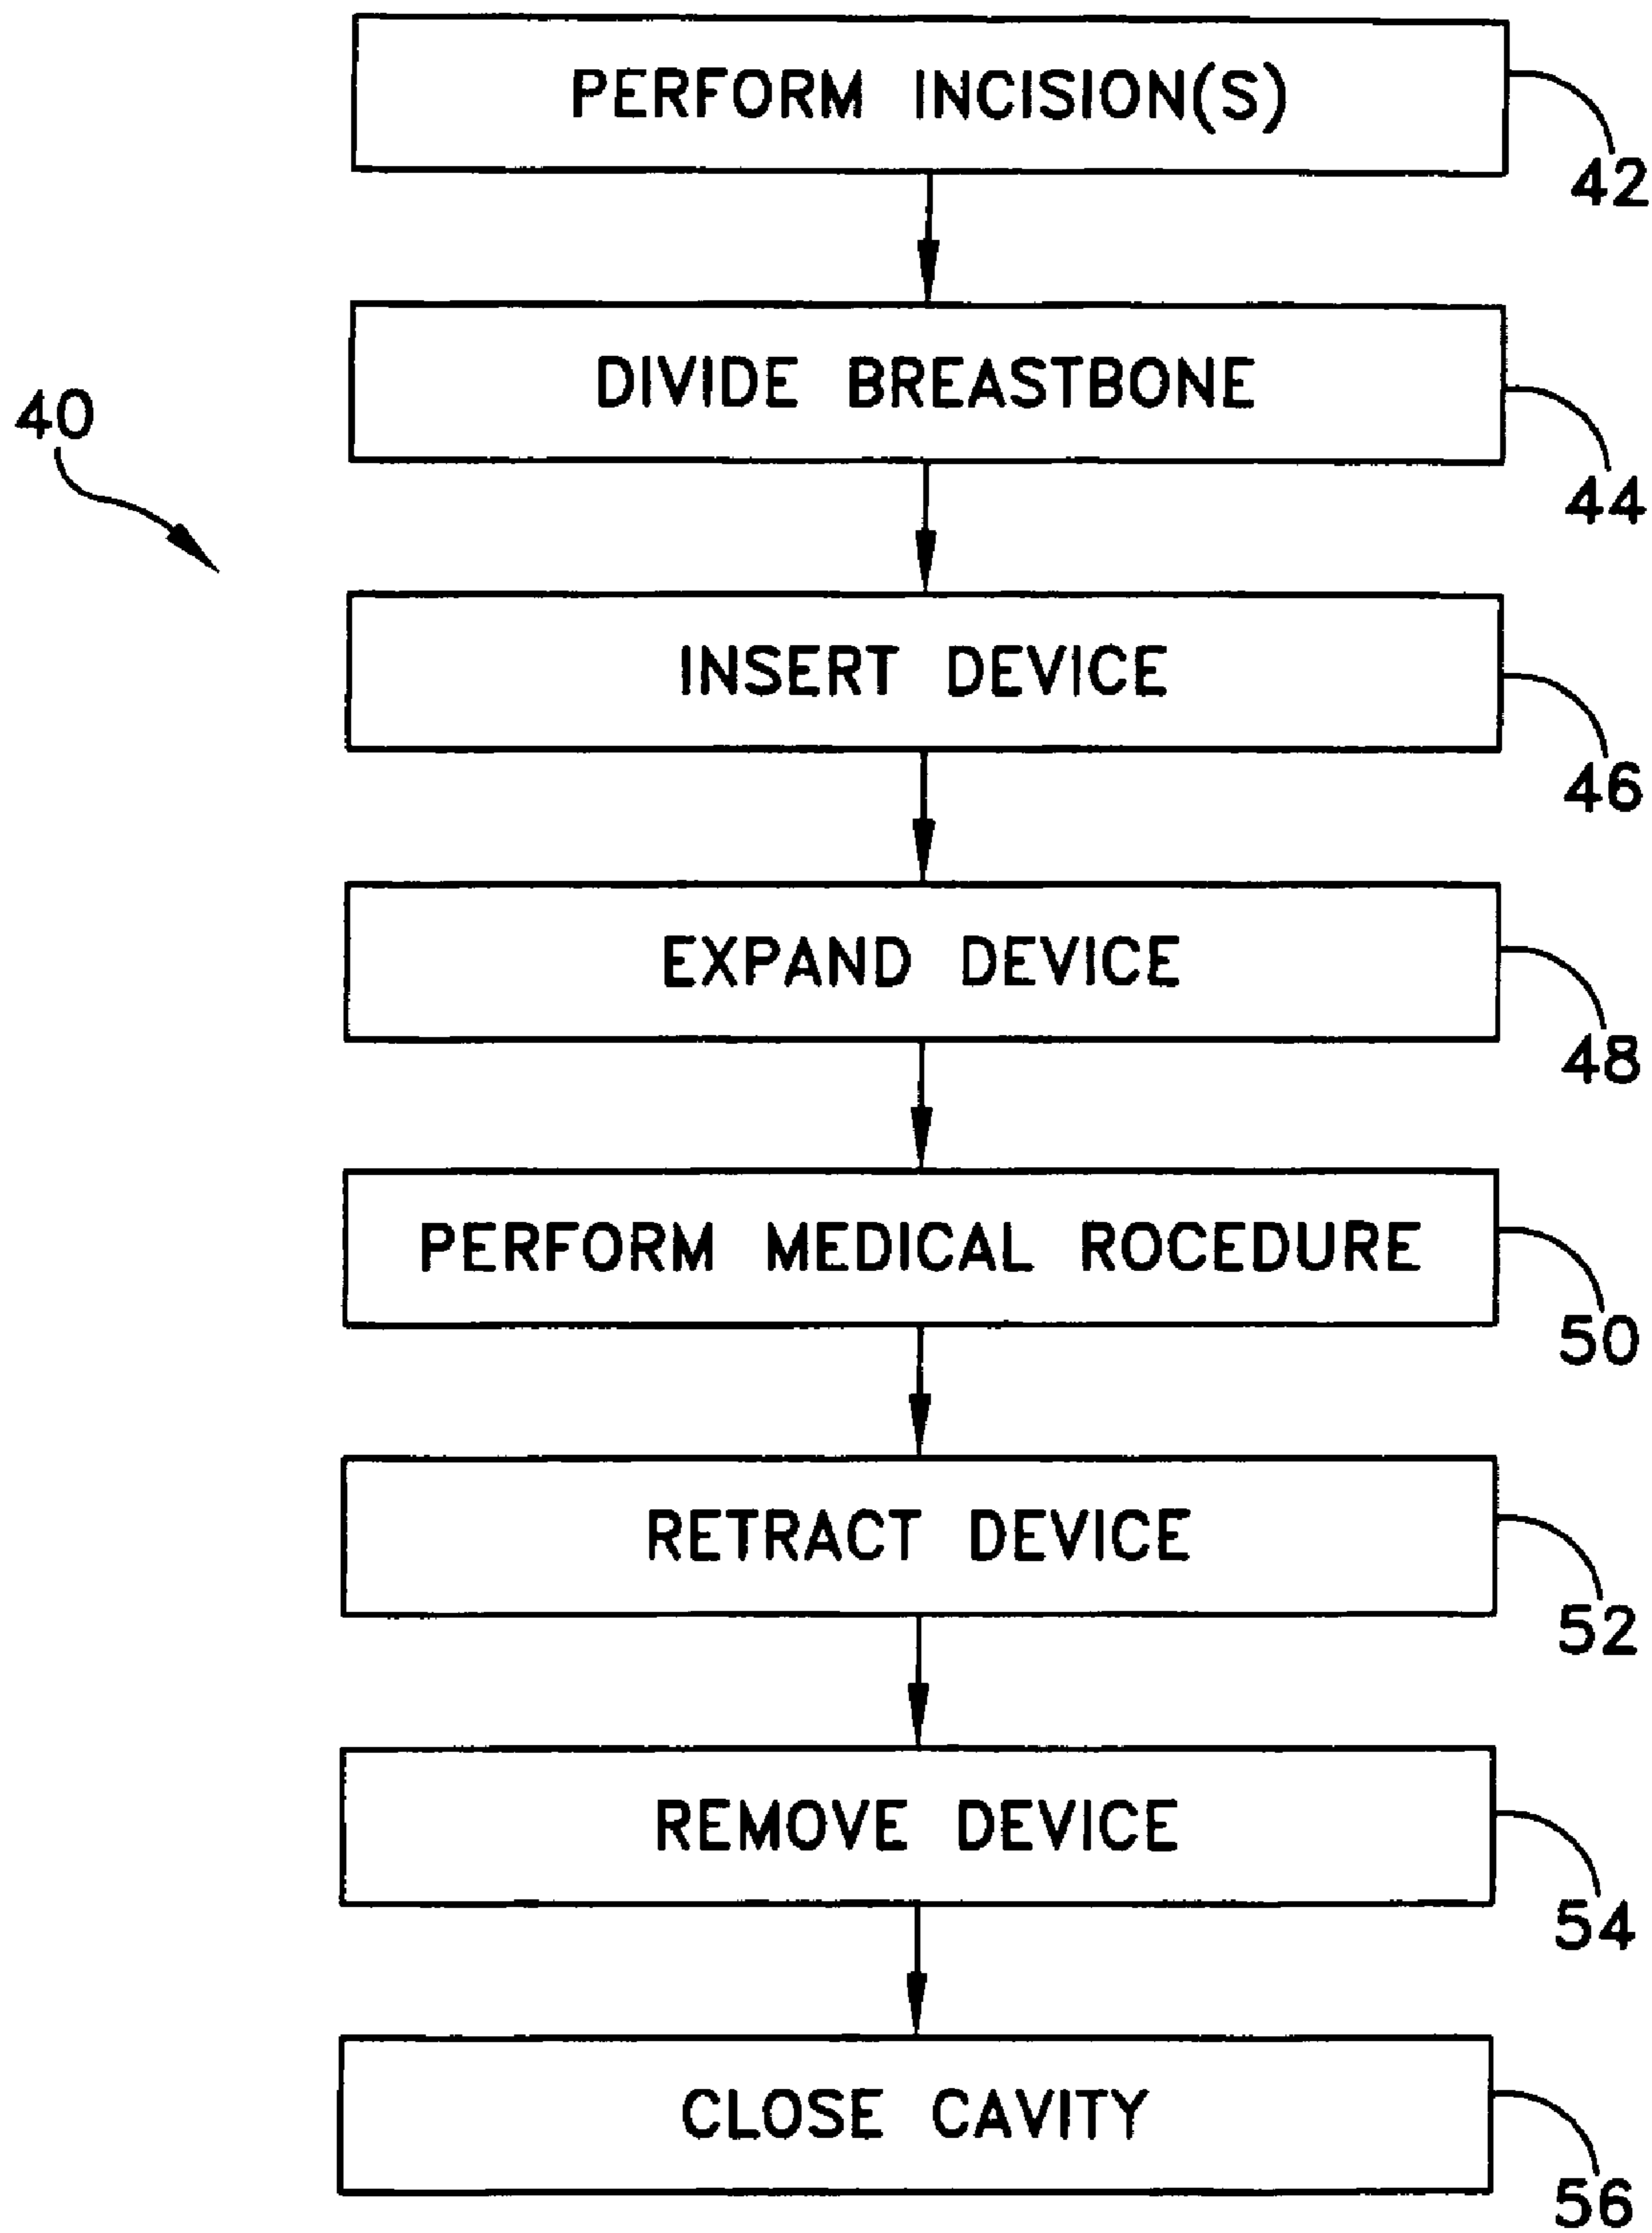 PERFORM INCISION(S)
42
DIVIDE BREASTBONE
40
44
INSERT DEVICE
46
EXPAND DEVICE
48
PERFORM MEDICAL ROCEDURE
50
RETRACT DEVICE
52
REMOVE DEVICE
54
CLOSE CAVITY
56